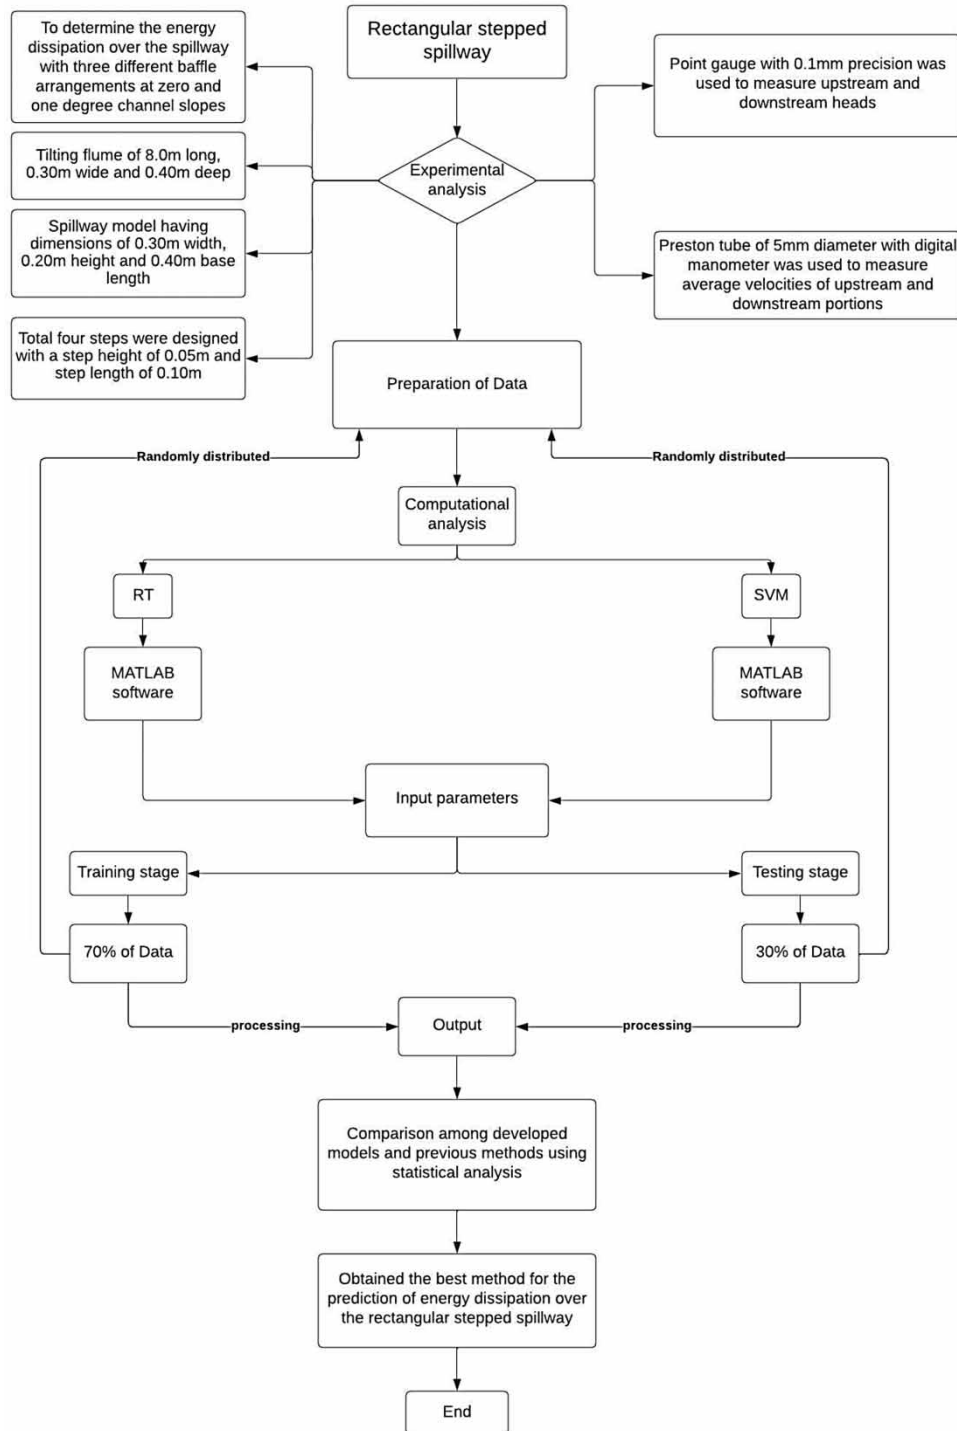 Rectangular stepped
spillway
To determine the energy
dissipation over the spillway
with three different baffle
arrangements at zero and
one degree channel slopes
Point gauge with 0.1mm precision was
used to measure upstream and
downstream heads
Tilting flume of 8.0m long,
0.30m wide and 0.40m deep
Experimental
analysis
Spillway model having
dimensions of 0.30m width,
0.20m height and 0.40m base
length
Preston tube of 5mm diameter with digital
manometer was used to measure
average velocities of upstream and
downstream portions
Total four steps were designed
with a step height of 0.05m and
step length of 0.10m
Preparation of Data
Randomly distributed
Randomly distributed
Computational
analysis
RT
SVM
MATLAB
software
MATLAB
software
Input parameters
Training stage
Testing stage
70% of Data
30% of Data
processing
Output
processing
Comparison among developed
models and previous methods using
statistical analysis
Obtained the best method for the
prediction of energy dissipation over
the rectangular stepped spillway
End